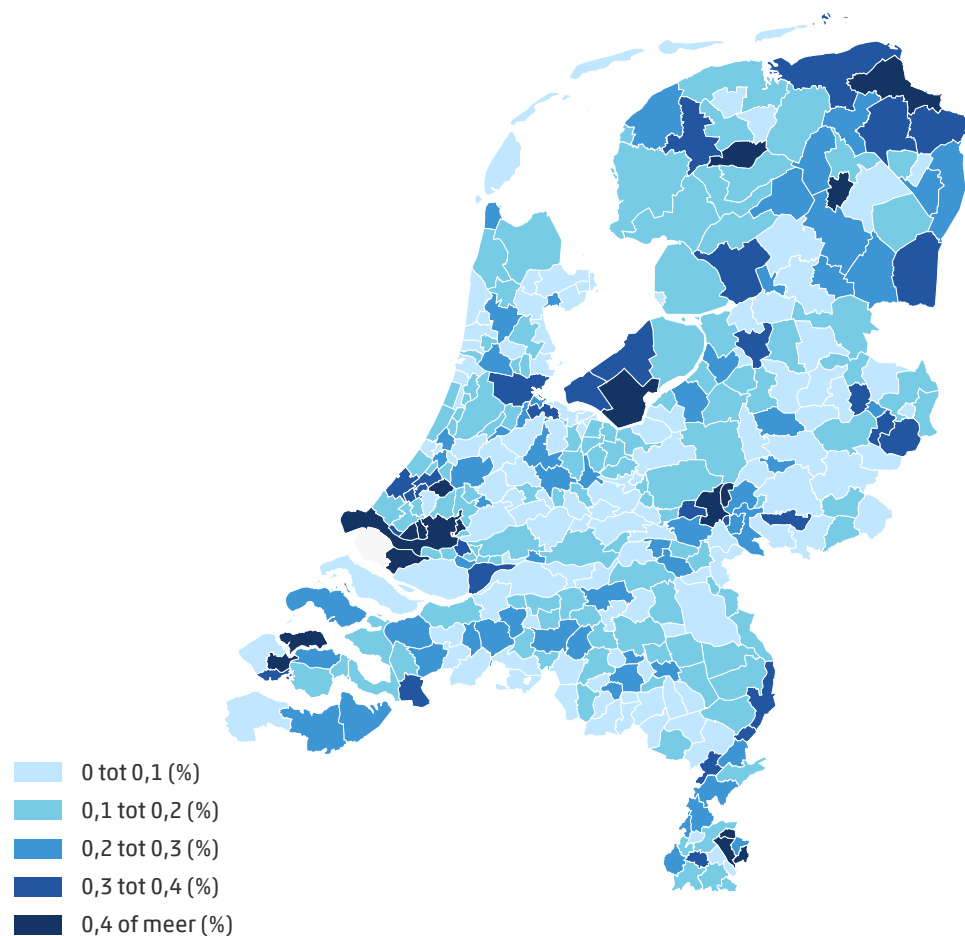 0 tot 0,1 (%)
0,1 tot 0,2 (%)
0,2 tot 0,3 (%)
0,3 tot 0,4 (%)
0,4 of meer (%)